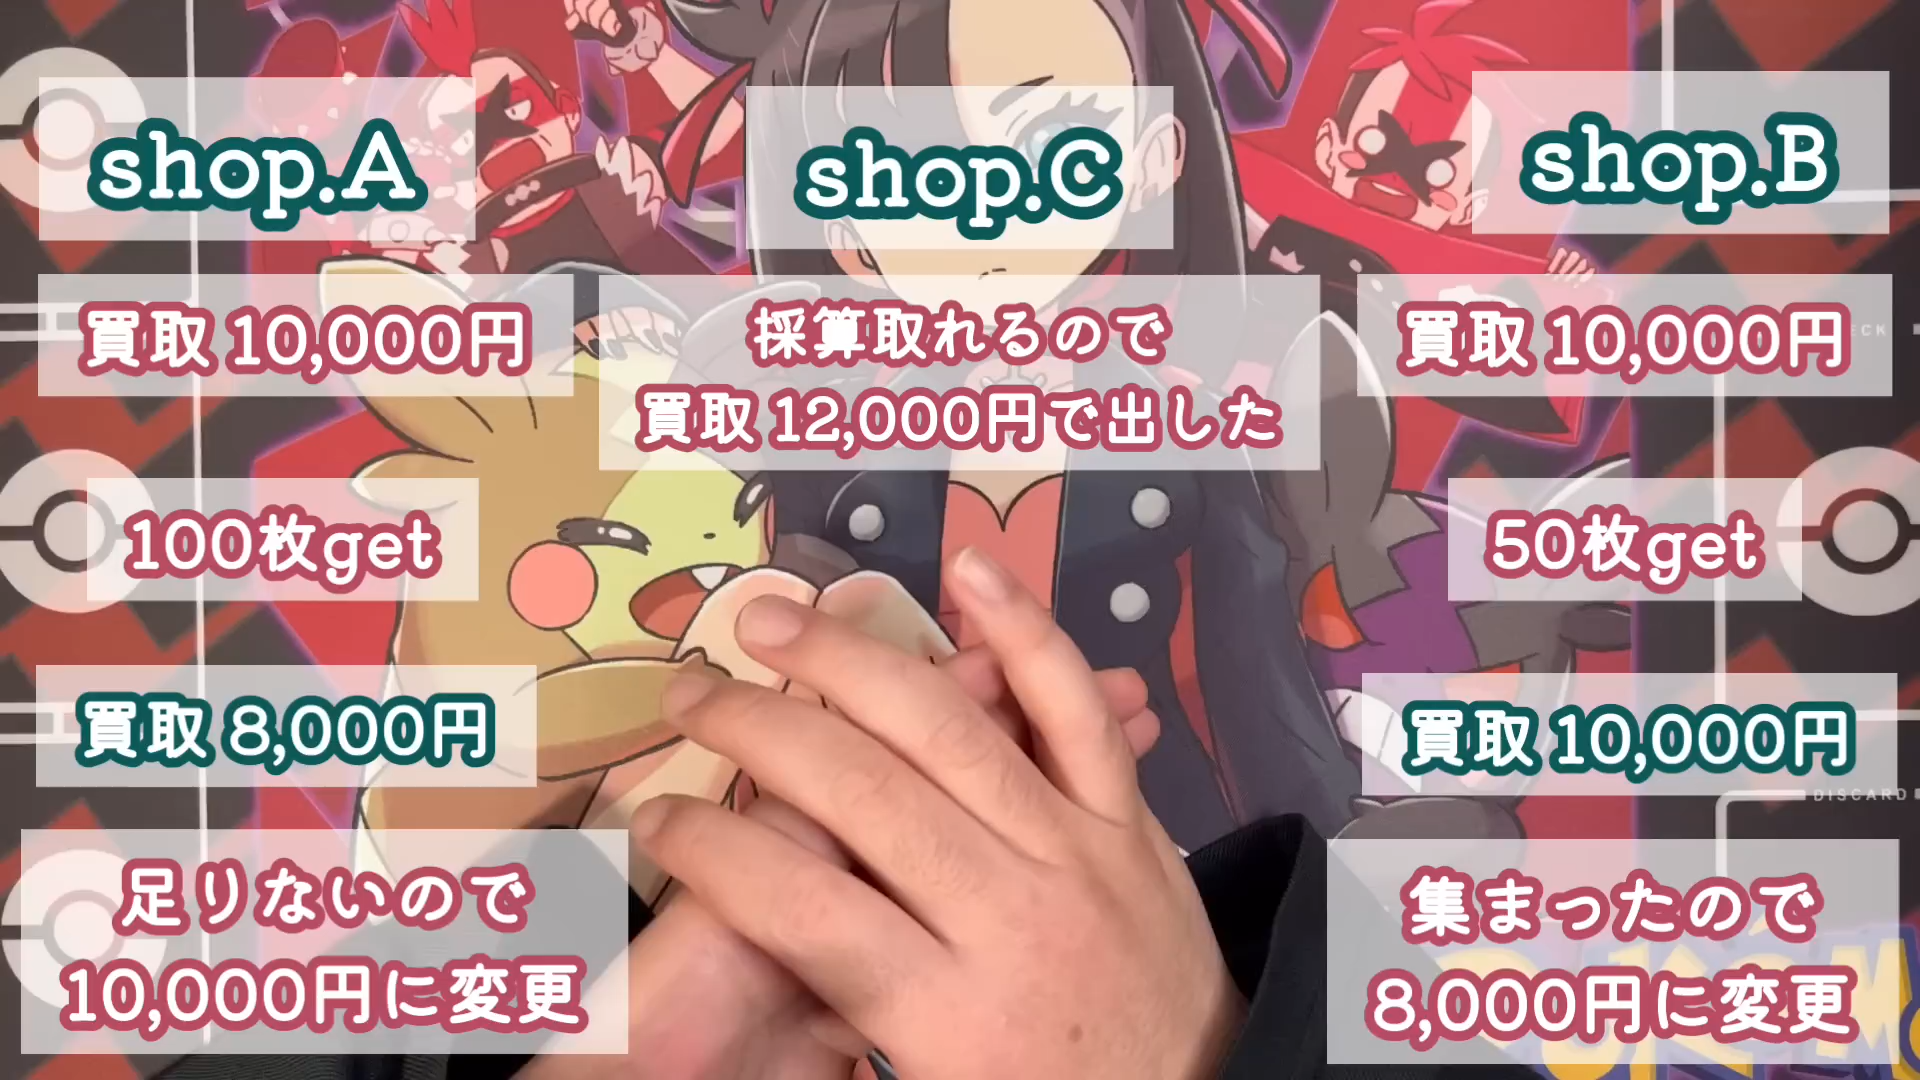 shop.A
買取 10,000円
100枚get
買取 8,000円
足りないので
10,000円に変更
shop.C
採算取れるので
買取 12,000円で出した
shop.B
買取 10,000円
50枚get
買取 10,000円
集まったので
8,000円に変更
DISCARD